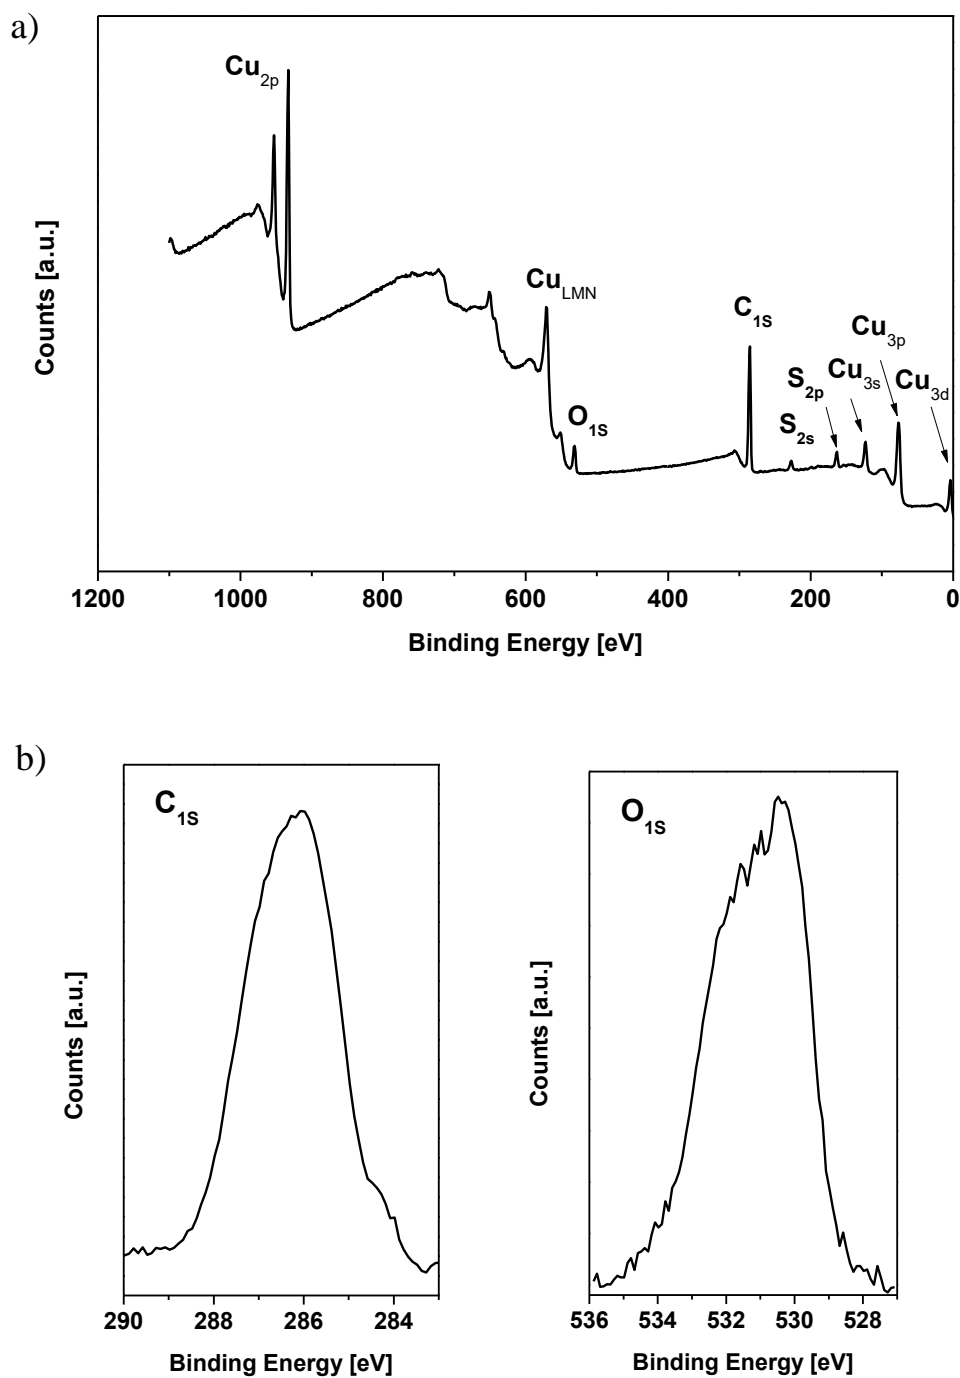 a)
Cu2p
CuLMN
O1S
C1S
S2s
S2p
Cu3s
Cu3p
Cu3d
Counts [a.u.]
1200 1000 800 600 400 200 0
Binding Energy [eV]
b)
C1S
Counts [a.u.]
290 288 286 284
Binding Energy [eV]
O1S
Counts [a.u.]
536 534 532 530 528
Binding Energy [eV]